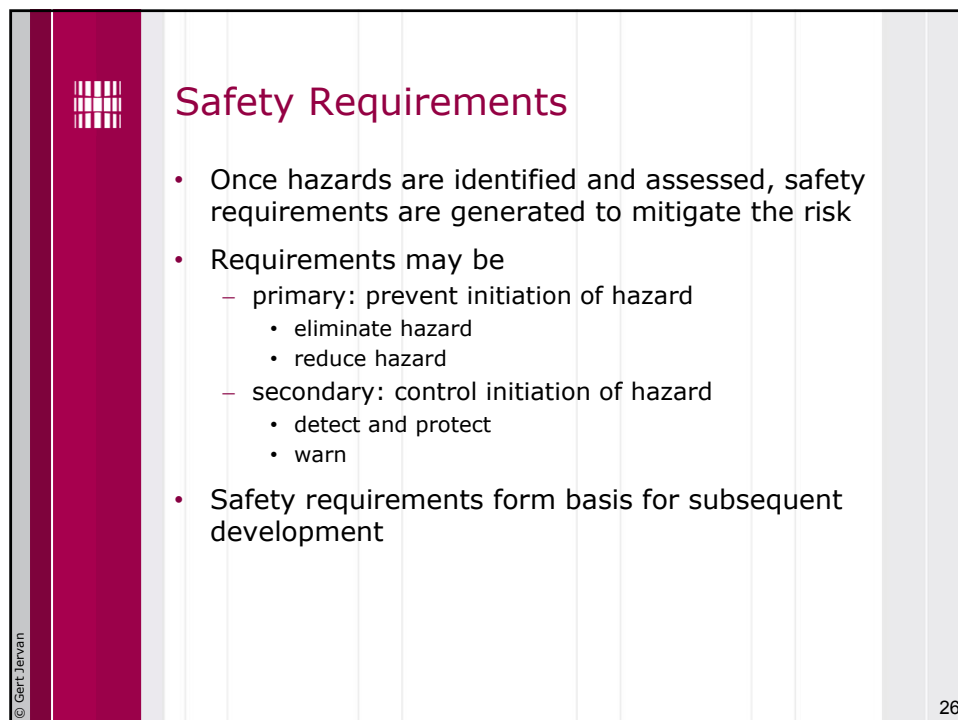 Safety Requirements
• Once hazards are identified and assessed, safety
requirements are generated to mitigate the risk
• Requirements may be
– primary: prevent initiation of hazard
• eliminate hazard
• reduce hazard
– secondary: control initiation of hazard
• detect and protect
• warn
• Safety requirements form basis for subsequent
development
© Gert Jervan
26